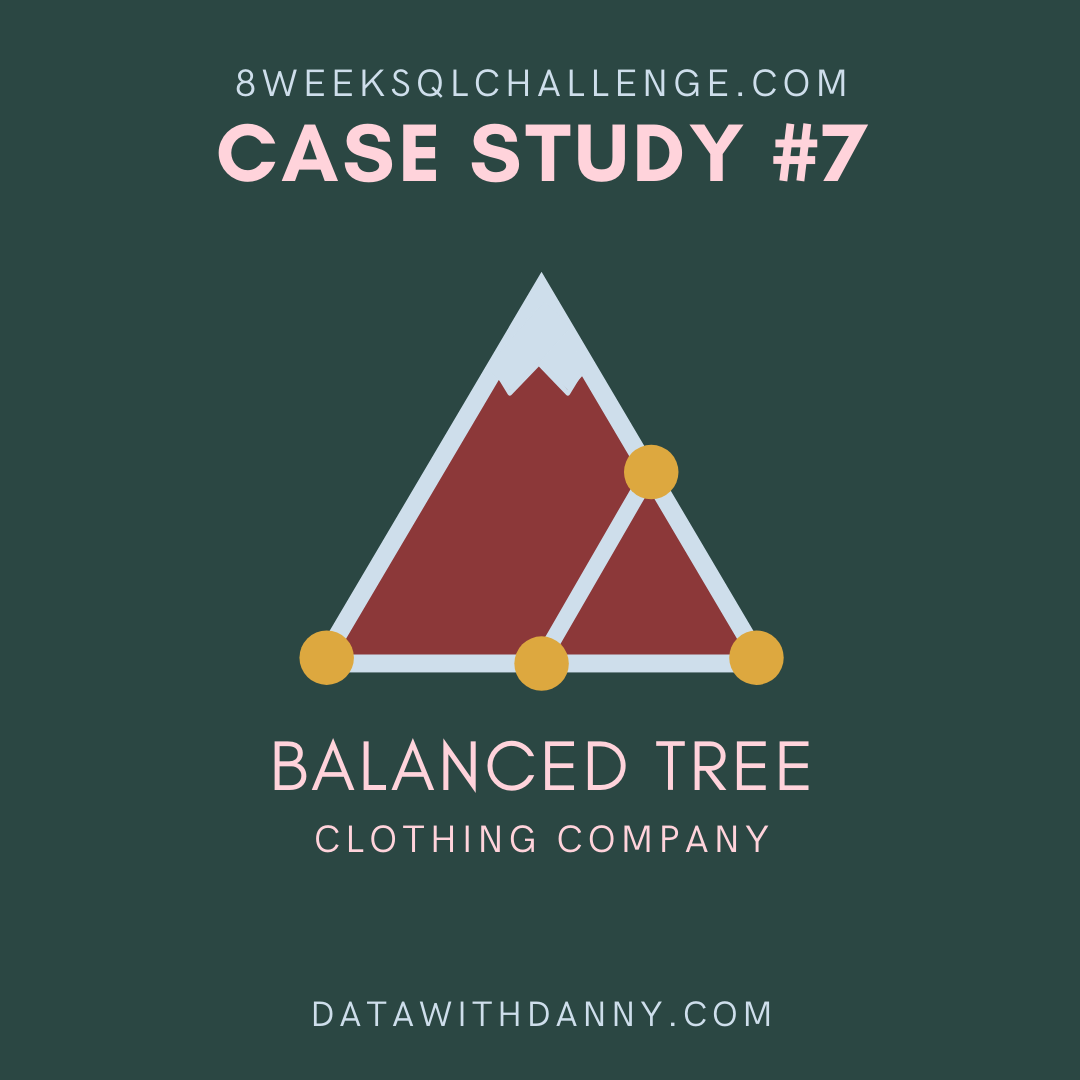 8WEEKSQLCHALLENGE.COM
CASE STUDY #7
BALANCED TREE
CLOTHING COMPANY
DATAWITHDANNY.COM